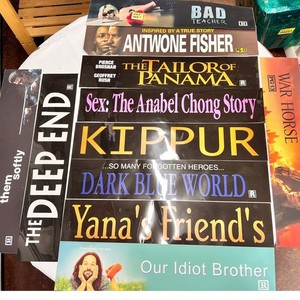 BAD
TEACHER
INSPIRED BY A TRUE STORY
ANTWONE FISHER
PIERCE
BROSNAN
GEOFFREY
RUSH
THE TAILOR OF
PANAMA
R
Sex: The Anabel Chong Story
KIPPUR
...SO MANY FORGOTTEN HEROES...
DARK BLUE WORLD
R
Yana's Friend's
Our Idiot Brother
R
them softly
THE DEEP END
R
WAR HORSE